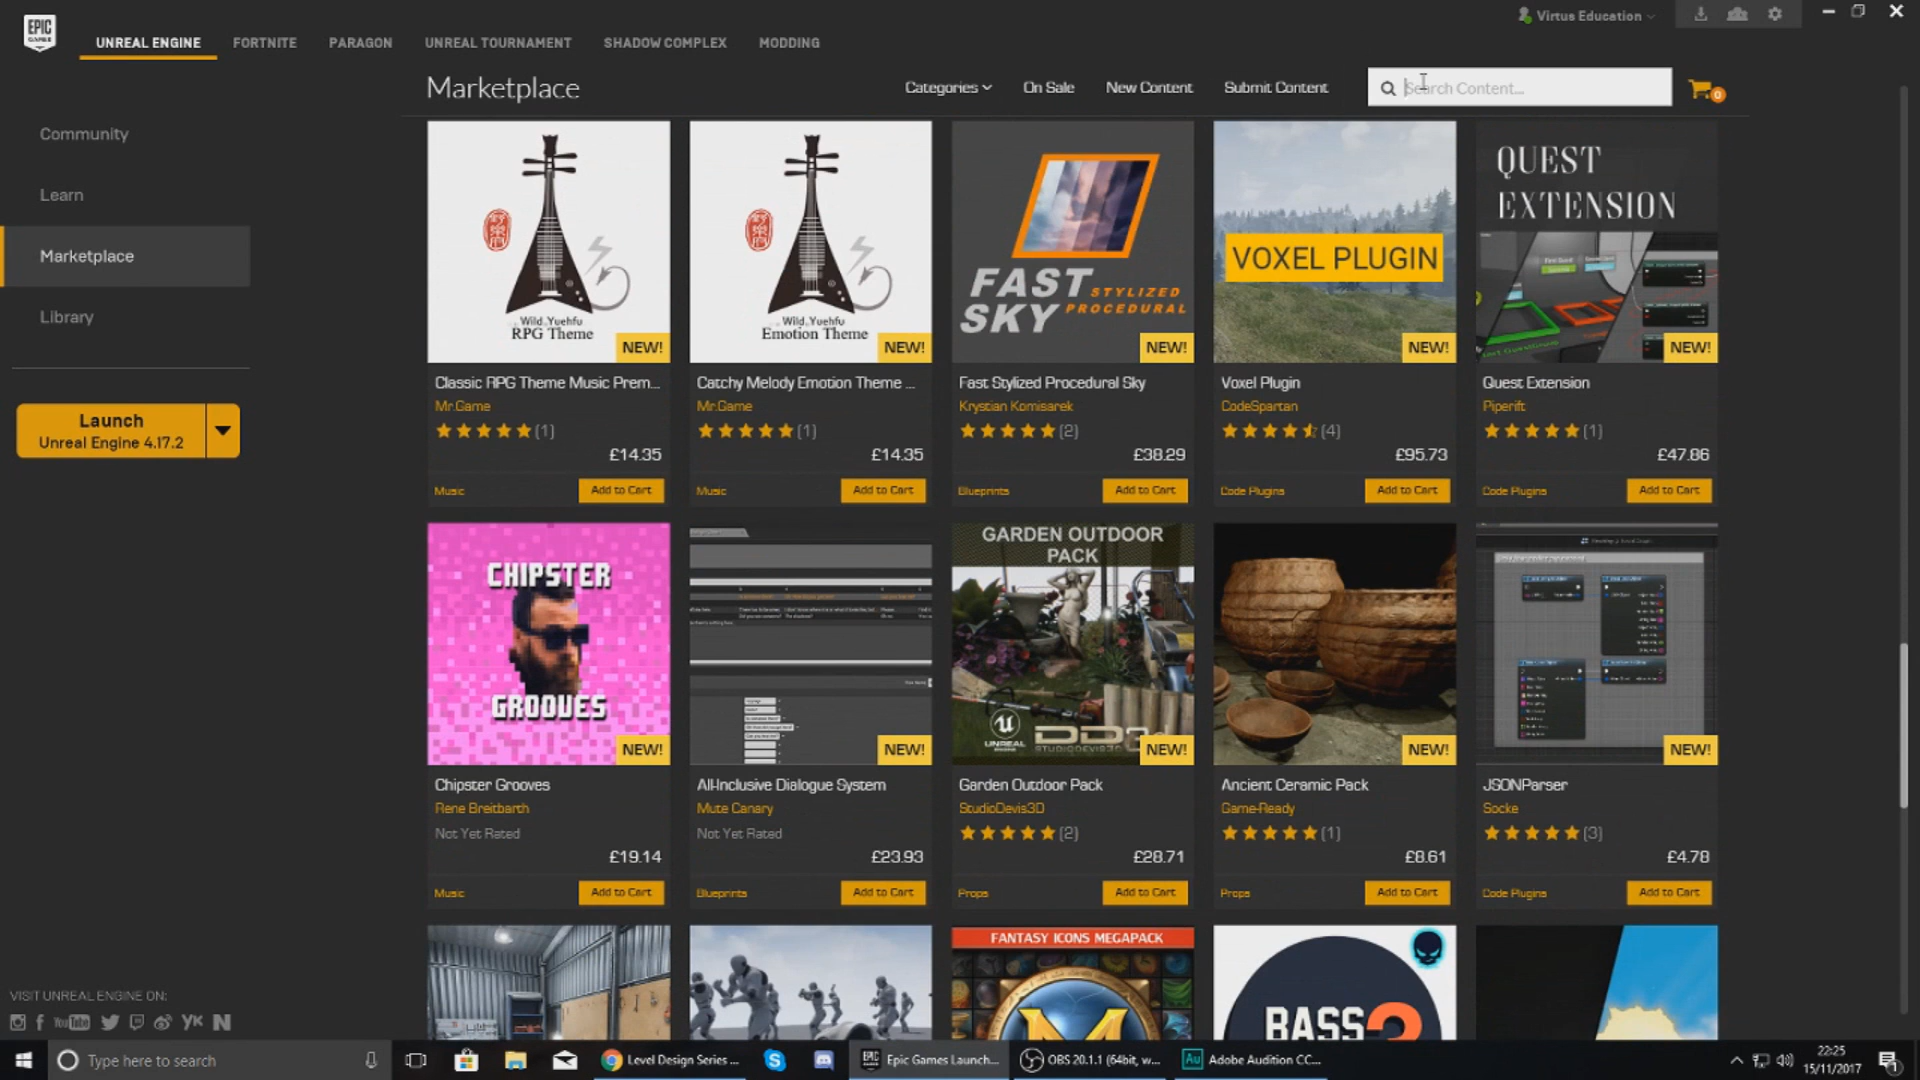 EPIC GAMES
UNREAL ENGINE
FORTNITE
PARAGON
UNREAL TOURNAMENT
SHADOW COMPLEX
MODDING
Virtus Education
Marketplace
Categories
On Sale
New Content
Submit Content
Search Content...
0
Community
Learn
Marketplace
Library
Launch
Unreal Engine 4.17.2
Wild_Yuehfu
RPG Theme
NEW!
Wild_Yuehfu
Emotion Theme
NEW!
FAST
SKY
STYLIZED
PROCEDURAL
NEW!
VOXEL PLUGIN
NEW!
QUEST
EXTENSION
NEW!
Classic RPG Theme Music Prem...
Mr.Game
(1)
£14.35
Music
Add to Cart
Catchy Melody Emotion Theme ...
Mr.Game
(1)
£14.35
Music
Add to Cart
Fast Stylized Procedural Sky
Krystian Komisarek
(2)
£38.29
Blueprints
Add to Cart
Voxel Plugin
CodeSpartan
(4)
£95.73
Code Plugins
Add to Cart
Quest Extension
Piperift
(1)
£47.86
Code Plugins
Add to Cart
CHIPSTER
GROOVES
NEW!
NEW!
GARDEN OUTDOOR
PACK
UNREAL
NEW!
NEW!
NEW!
Chipster Grooves
Rene Breitbarth
Not Yet Rated
£19.14
Music
Add to Cart
All-Inclusive Dialogue System
Mute Canary
Not Yet Rated
£23.93
Blueprints
Add to Cart
Garden Outdoor Pack
StudioDevis3D
(2)
£28.71
Props
Add to Cart
Ancient Ceramic Pack
Game-Ready
(1)
£8.61
Props
Add to Cart
JSONParser
Socke
(3)
£4.78
Code Plugins
Add to Cart
FANTASY ICONS MEGAPACK
M
BASS
VISIT UNREAL ENGINE ON:
Type here to search
Level Design Series ...
Epic Games Launch...
OBS 20.1.1 (64bit, w...
Adobe Audition CC...
22:25
15/11/2017